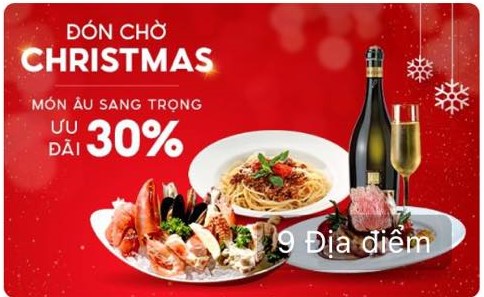 ĐÓN CHỜ
CHRISTMAS
MÓN ÂU SANG TRỌNG
ƯU ĐÃI 30%
9 Địa điểm